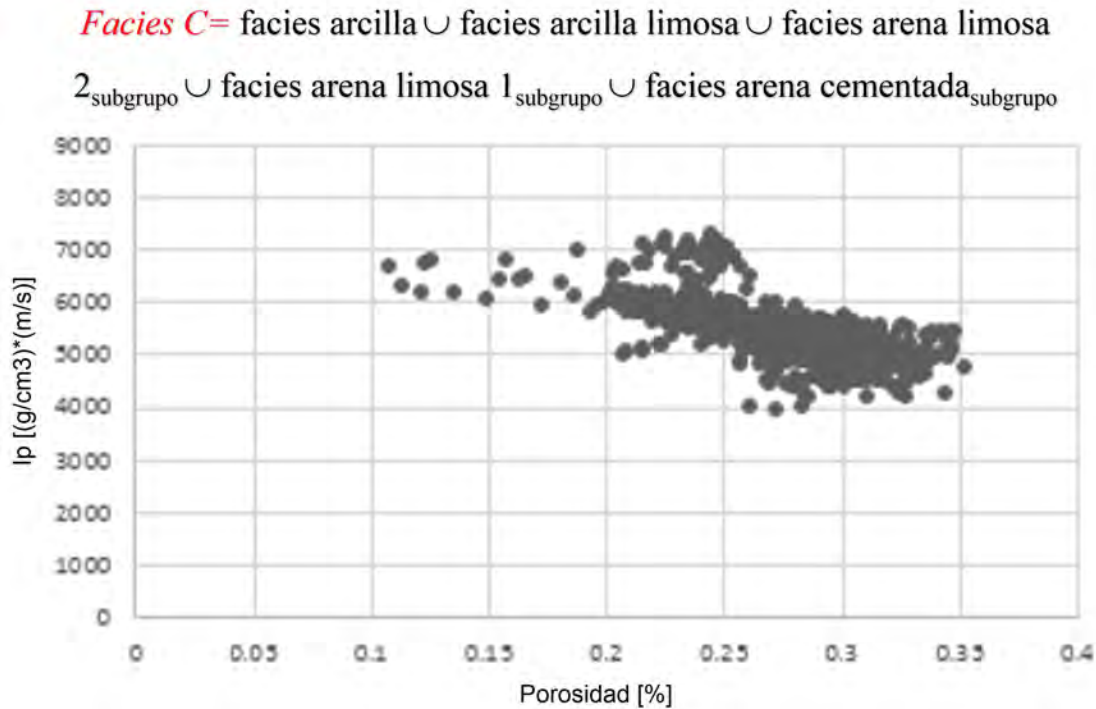 Facies C= facies arcilla ∪ facies arcilla limosa ∪ facies arena limosa
2subgrupo ∪ facies arena limosa 1subgrupo ∪ facies arena cementadasubgrupo
9000
8000
7000
6000
5000
4000
3000
2000
1000
0
Ip [(g/cm3)*(m/s)]
0 0.05 0.1 0.15 0.2 0.25 0.3 0.35 0.4
Porosidad [%]